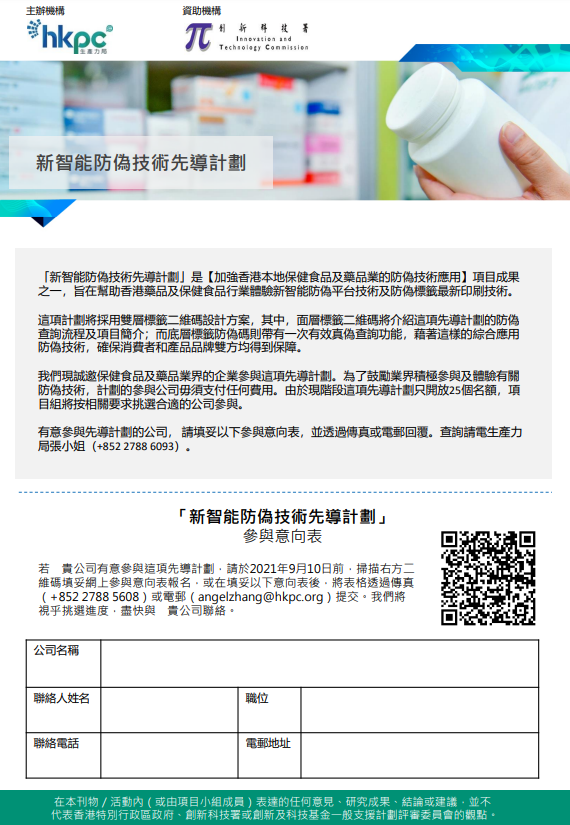 主辦機構
資助機構
hkpc®
生產力局
創新科技署
Innovation and
Technology Commission
新智能防偽技術先導計劃
「新智能防偽技術先導計劃」是【加強香港本地保健食品及藥品業的防偽技術應用】項目成果
之一，旨在幫助香港藥品及保健食品行業體驗新智能防偽平台技術及防偽標籤最新印刷技術。
這項計劃將採用雙層標籤二維碼設計方案，其中，面層標籤二維碼將介紹這項先導計劃的防偽
查詢流程及項目簡介；而底層標籤防偽碼則帶有一次有效真偽查詢功能，藉著這樣的綜合應用
防偽技術，確保消費者和產品品牌雙方均得到保障。
我們現誠邀保健食品及藥品業界的企業參與這項先導計劃。為了鼓勵業界積極參與及體驗有關
防偽技術，計劃的參與公司毋須支付任何費用。由於現階段這項先導計劃只開放25個名額，項
目組將按相關要求挑選合適的公司參與。
有意參與先導計劃的公司， 請填妥以下參與意向表，並透過傳真或電郵回覆。查詢請電生產力
局張小姐（+852 2788 6093）。
「新智能防偽技術先導計劃」
參與意向表
若　貴公司有意參與這項先導計劃，請於2021年9月10日前，掃描右方二
維碼填妥網上參與意向表報名，或在填妥以下意向表後，將表格透過傳真
（+852 2788 5608）或電郵（angelzhang@hkpc.org）提交。我們將
視乎挑選進度，盡快與　貴公司聯絡。
公司名稱
聯絡人姓名
職位
聯絡電話
電郵地址
在本刊物／活動內（或由項目小組成員）表達的任何意見、研究成果、結論或建議，並不
代表香港特別行政區政府、創新科技署或創新及科技基金一般支援計劃評審委員會的觀點。